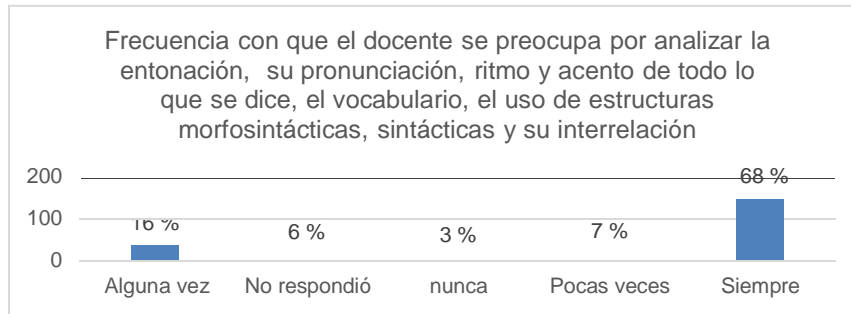 Frecuencia con que el docente se preocupa por analizar la
entonación, su pronunciación, ritmo y acento de todo lo
que se dice, el vocabulario, el uso de estructuras
morfosintácticas, sintácticas y su interrelación
200
100
0
16 %
6 %
3 %
7 %
68 %
Alguna vez
No respondió
nunca
Pocas veces
Siempre